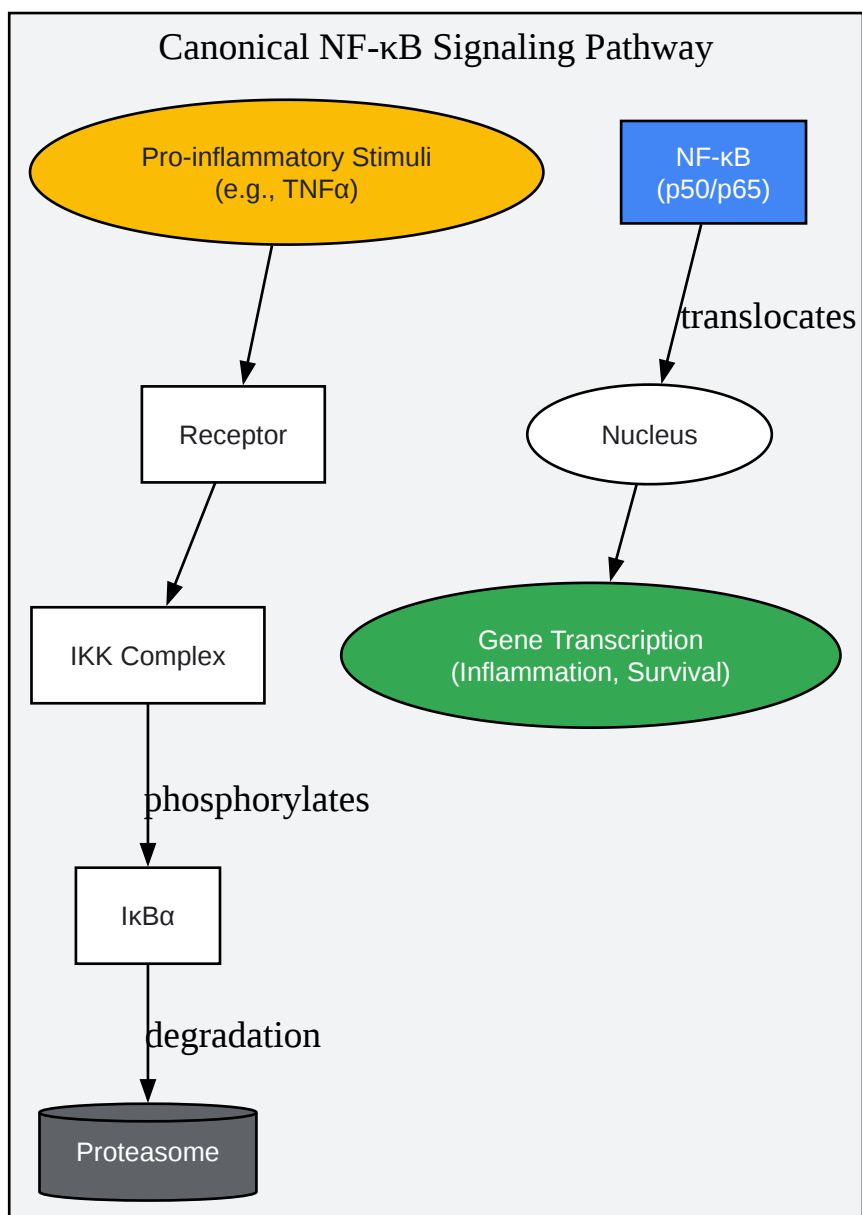 Canonical NF-κB Signaling Pathway
Pro-inflammatory Stimuli
(e.g., TNFα)
NF-κB
(p50/p65)
translocates
Receptor
Nucleus
IKK Complex
Gene Transcription
(Inflammation, Survival)
phosphorylates
IκBα
degradation
Proteasome